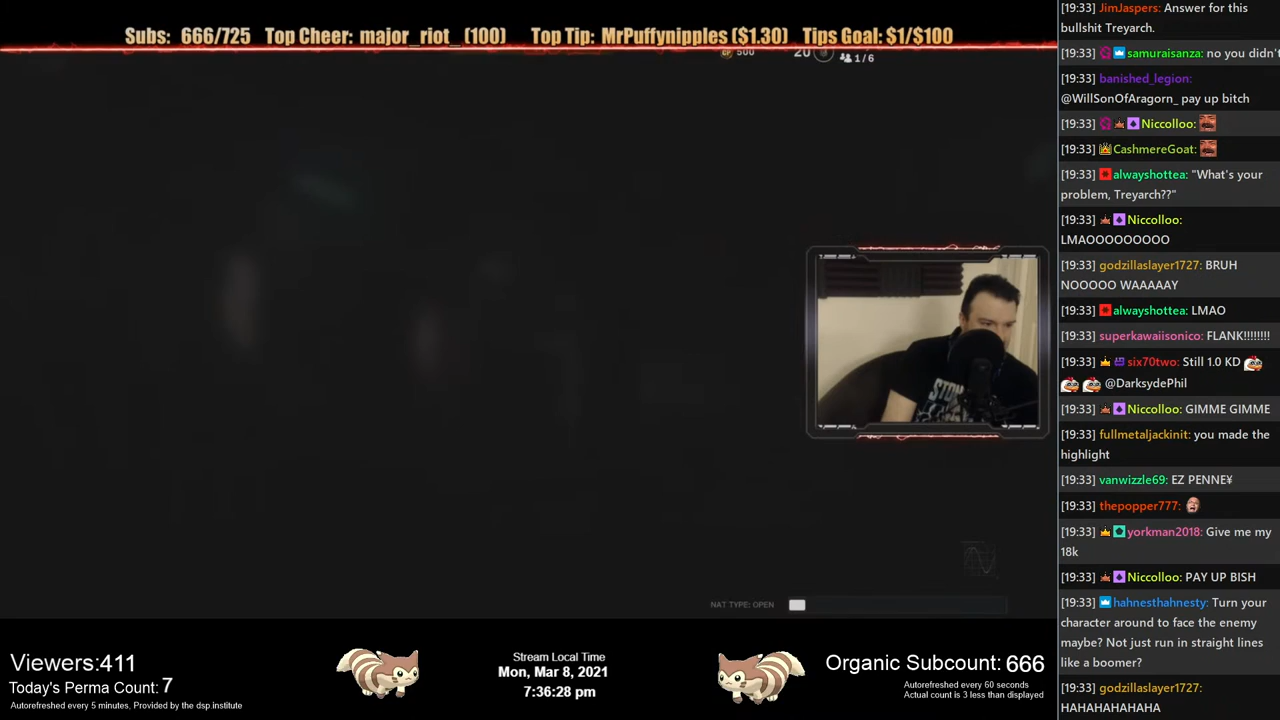 Subs: 666/725 Top Cheer: major_riot_(100) Top Tip: MrPuffynipples ($1.30) Tips Goal: $1/$100
CP 500 20 1/6
NAT TYPE: OPEN
Viewers:411
Today's Perma Count: 7
Autorefreshed every 5 minutes, Provided by the dsp.institute
Stream Local Time
Mon, Mar 8, 2021
7:36:28 pm
Organic Subcount: 666
Autorefreshed every 60 seconds
Actual count is 3 less than displayed
[19:33] JimJaspers: Answer for this
bullshit Treyarch.
[19:33] samuraisanza: no you didn't
[19:33] banished_legion:
@WillSonOfAragorn_ pay up bitch
[19:33] Niccolloo:
[19:33] CashmereGoat:
[19:33] alwayshottea: "What's your
problem, Treyarch??"
[19:33] Niccolloo:
LMAOOOOOOOOO
[19:33] godzillaslayer1727: BRUH
NOOOOO WAAAAAY
[19:33] alwayshottea: LMAO
[19:33] superkawaiisonico: FLANK!!!!!!!!
[19:33] six70two: Still 1.0 KD
@DarksydePhil
[19:33] Niccolloo: GIMME GIMME
[19:33] fullmetaljackinit: you made the
highlight
[19:33] vanwizzle69: EZ PENNE¥
[19:33] thepopper777:
[19:33] yorkman2018: Give me my
18k
[19:33] Niccolloo: PAY UP BISH
[19:33] hahnesthahnesty: Turn your
character around to face the enemy
maybe? Not just run in straight lines
like a boomer?
[19:33] godzillaslayer1727:
HAHAHAHAHAHA